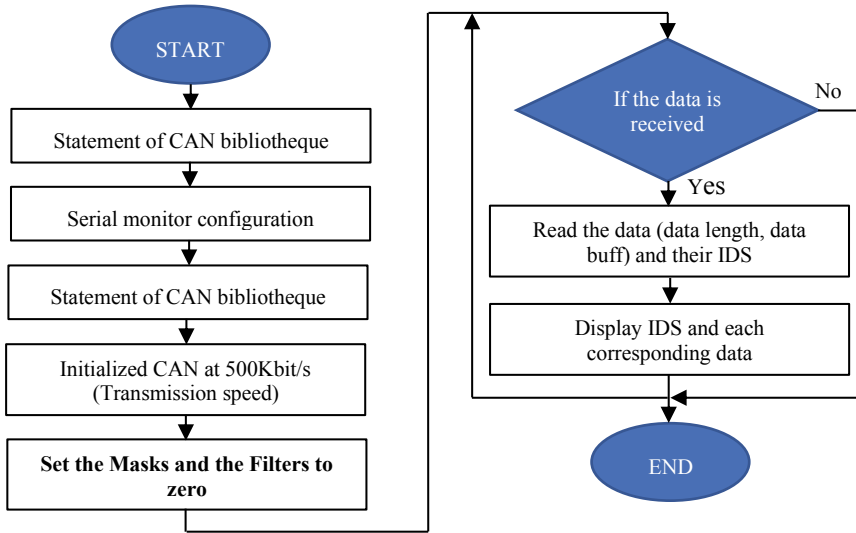 START
Statement of CAN bibliotheque
Serial monitor configuration
Statement of CAN bibliotheque
Initialized CAN at 500Kbit/s
(Transmission speed)
Set the Masks and the Filters to
zero
If the data is
received
No
Yes
Read the data (data length, data
buff) and their IDS
Display IDS and each
corresponding data
END